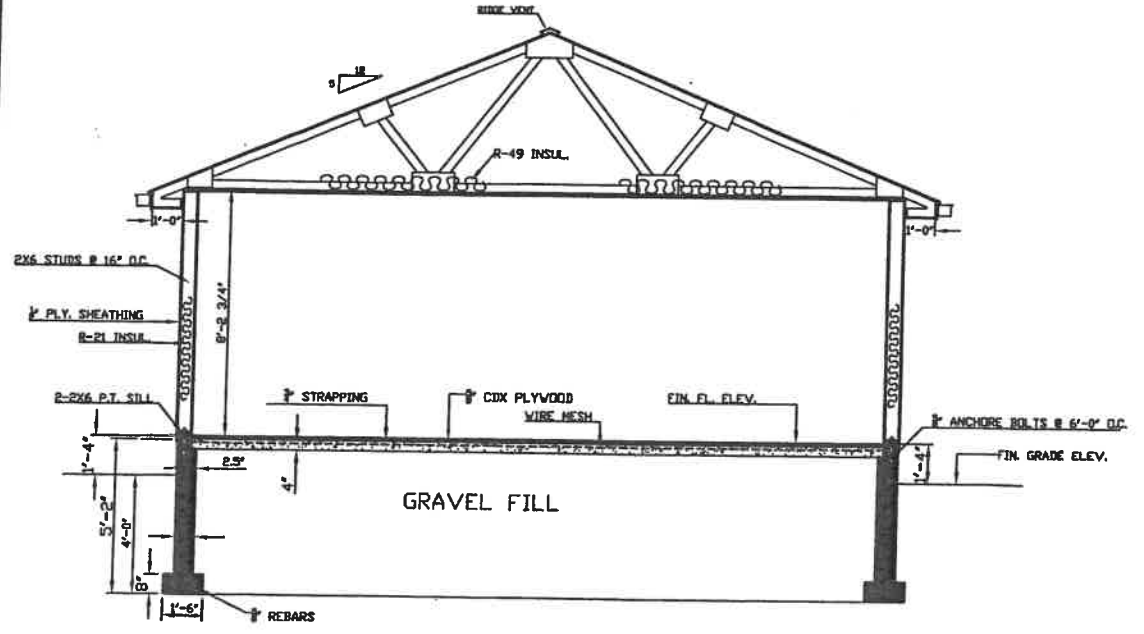 RIDGE VENT
12
5
R-49 INSUL.
1'-0"
1'-0"
2X6 STUDS @ 16" O.C.
8'-2 3/4"
PLY. SHEATHING
R-21 INSUL.
2-2X6 P.T. SILL
STRAPPING
CDX PLYWOOD
WIRE MESH
FIN. FL. ELEV.
ANCHORE BOLTS @ 6'-0" O.C.
1'-4"
2.5"
4"
1'-4"
FIN. GRADE ELEV.
5'-2"
4'-0"
GRAVEL FILL
8"
1'-6"
REBARS